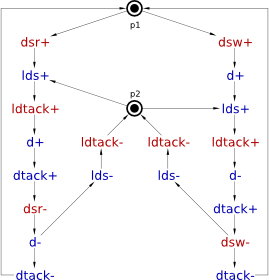 p1
dsr+ dsw+
lds+ d+
p2
ldtack+ lds+
d+ ldtack- ldtack- ldtack+
dtack+ lds- lds- d-
dsr- dtack+
d- dsw-
dtack- dtack-